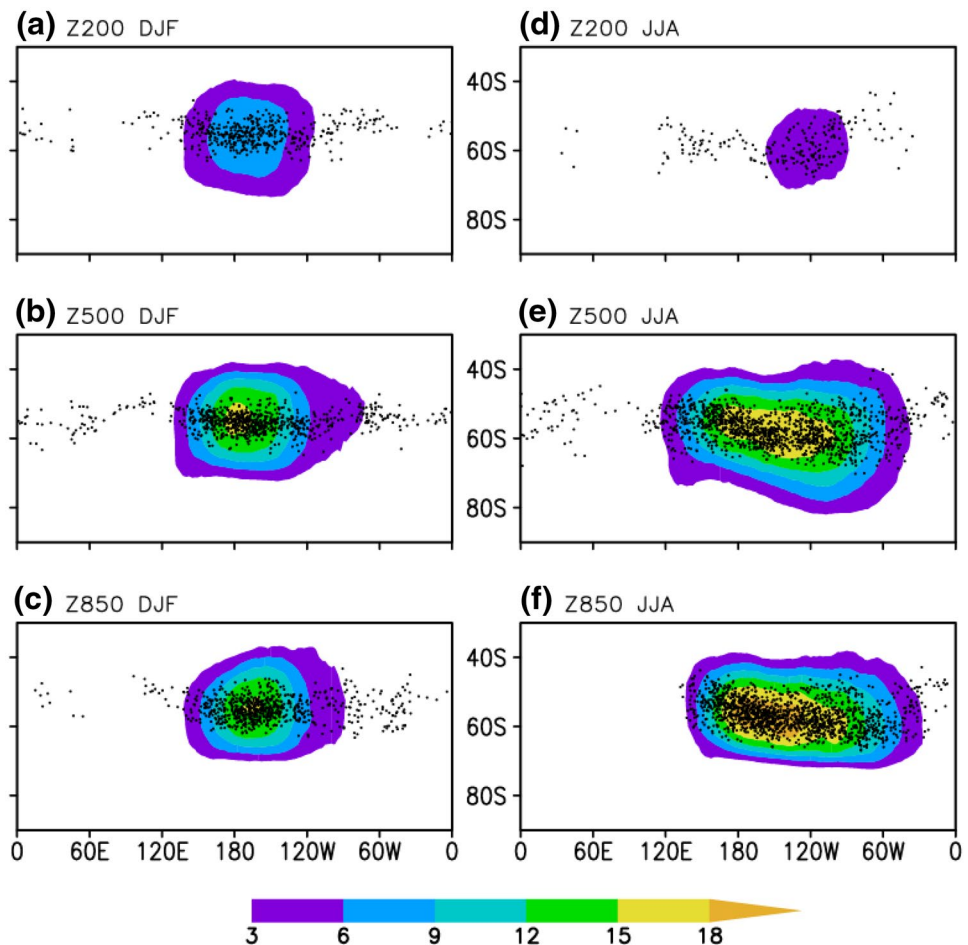 (a) Z200 DJF
(d) Z200 JJA
40S
60S
80S
(b) Z500 DJF
(e) Z500 JJA
40S
60S
80S
(c) Z850 DJF
(f) Z850 JJA
40S
60S
80S
0 60E 120E 180 120W 60W 0
0 60E 120E 180 120W 60W 0
3 6 9 12 15 18